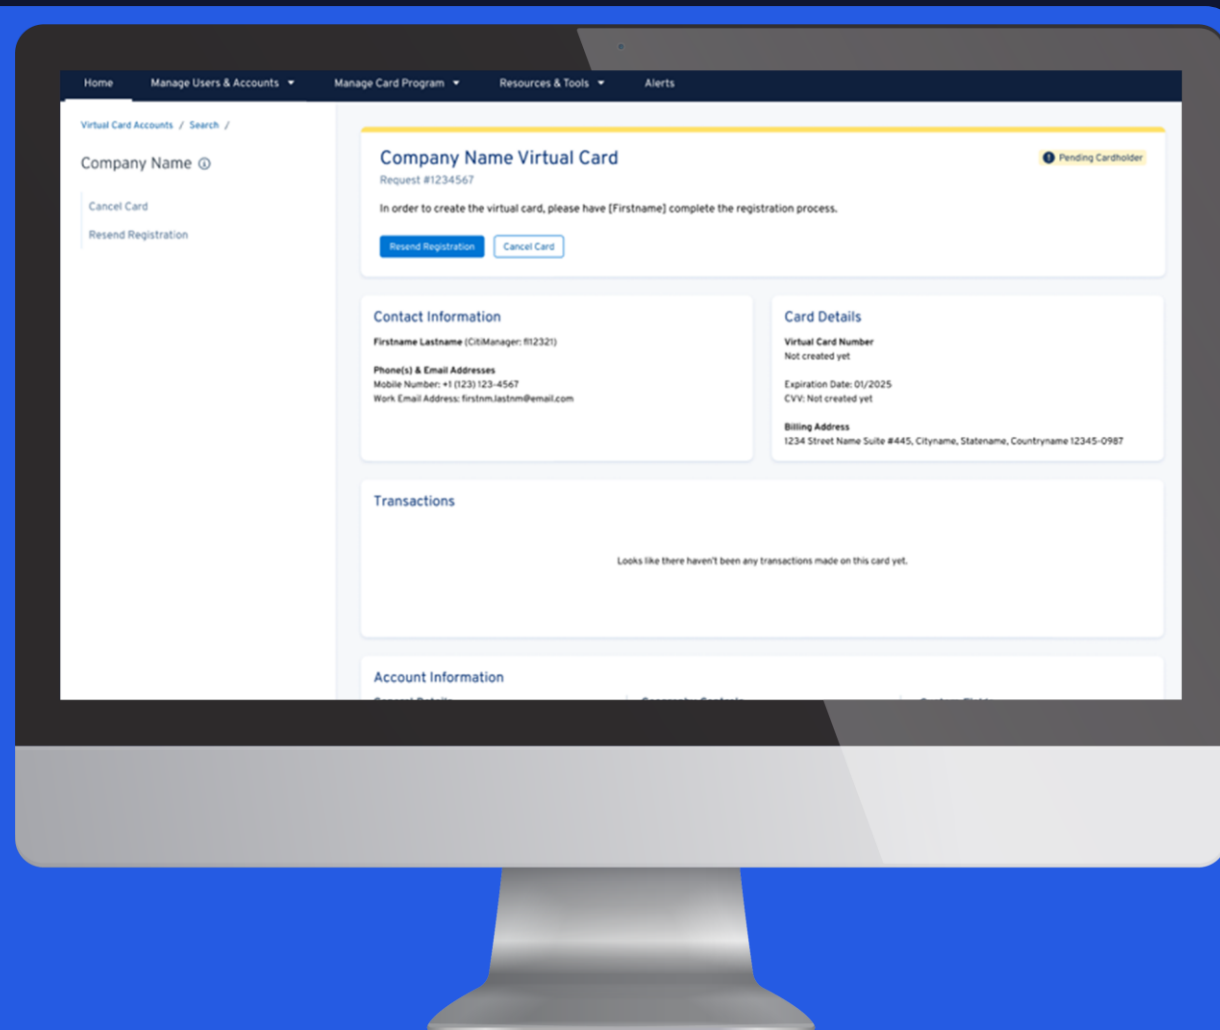 Home Manage Users & Accounts Manage Card Program Resources & Tools Alerts
Virtual Card Accounts / Search /
Company Name
Cancel Card
Resend Registration
Company Name Virtual Card
Pending Cardholder
Request #1234567
In order to create the virtual card, please have [Firstname] complete the registration process.
Resend Registration Cancel Card
Contact Information
Firstname Lastname (CitiManager: fl12321)
Phone(s) & Email Addresses
Mobile Number: +1 (123) 123-4567
Work Email Address: firstnm.lastnm@email.com
Card Details
Virtual Card Number
Not created yet
Expiration Date: 01/2025
CVV: Not created yet
Billing Address
1234 Street Name Suite #445, Cityname, Statename, Countryname 12345-0987
Transactions
Looks like there haven't been any transactions made on this card yet.
Account Information